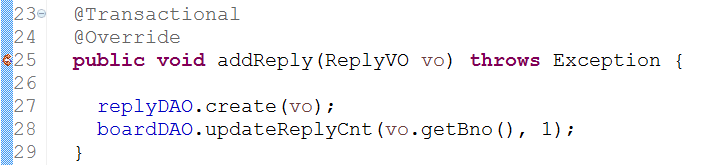 23 @Transactional
24 @Override
25 public void addReply(ReplyVO vo) throws Exception {
26
27 replyDAO.create(vo);
28 boardDAO.updateReplyCnt(vo.getBno(), 1);
29 }